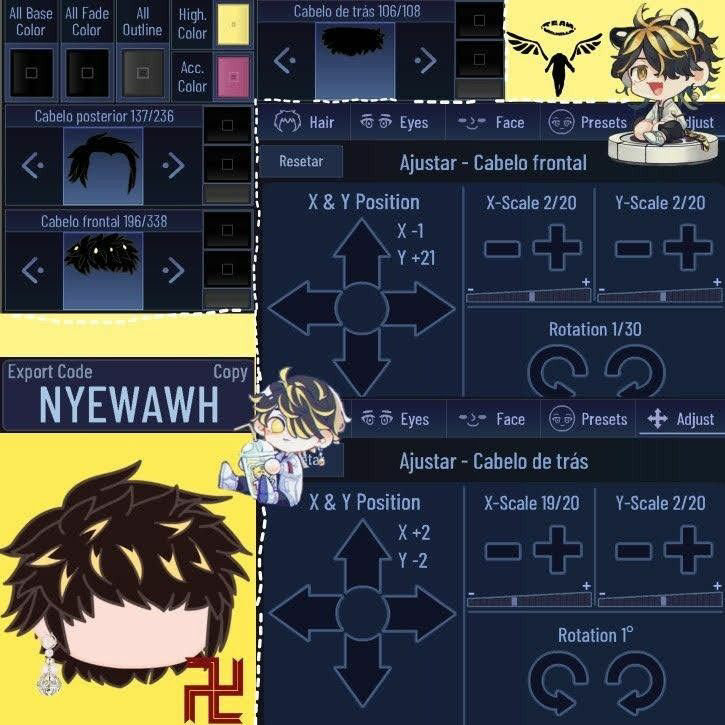 All Base Color
All Fade Color
All Outline
High. Color
Acc. Color
Cabelo posterior 137/236
Cabelo frontal 196/338
Cabelo de trás 106/108
TEAM
Hair
Eyes
Face
Presets
djust
Resetar
Ajustar - Cabelo frontal
X & Y Position
X -1
Y +21
X-Scale 2/20
Y-Scale 2/20
- +
- +
Rotation 1/30
Export Code
Copy
NYEWAWH
Eyes
Face
Presets
Adjust
Ajustar - Cabelo de trás
X & Y Position
X +2
Y -2
X-Scale 19/20
Y-Scale 2/20
- +
- +
Rotation 1°